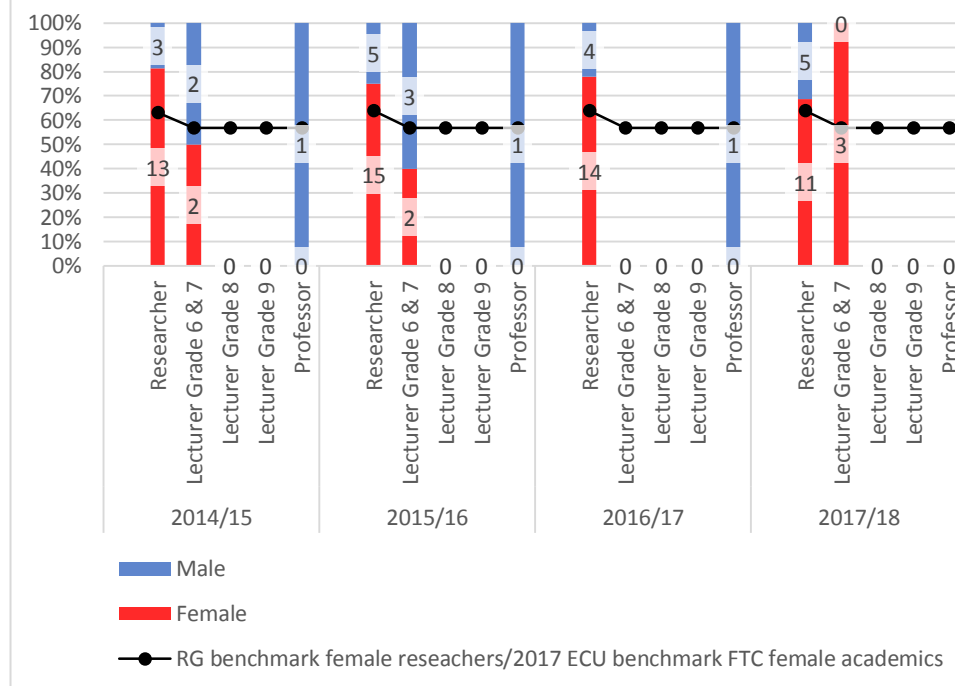 100%
90%
80%
70%
60%
50%
40%
30%
20%
10%
0%
3
2
13
2
1
0
0
0
5
3
15
2
1
0
0
0
4
14
1
0
0
0
0
5
0
11
3
0
0
0
Researcher
Lecturer Grade 6 & 7
Lecturer Grade 8
Lecturer Grade 9
Professor
Researcher
Lecturer Grade 6 & 7
Lecturer Grade 8
Lecturer Grade 9
Professor
Researcher
Lecturer Grade 6 & 7
Lecturer Grade 8
Lecturer Grade 9
Professor
Researcher
Lecturer Grade 6 & 7
Lecturer Grade 8
Lecturer Grade 9
Professor
2014/15
2015/16
2016/17
2017/18
Male
Female
RG benchmark female reseachers/2017 ECU benchmark FTC female academics